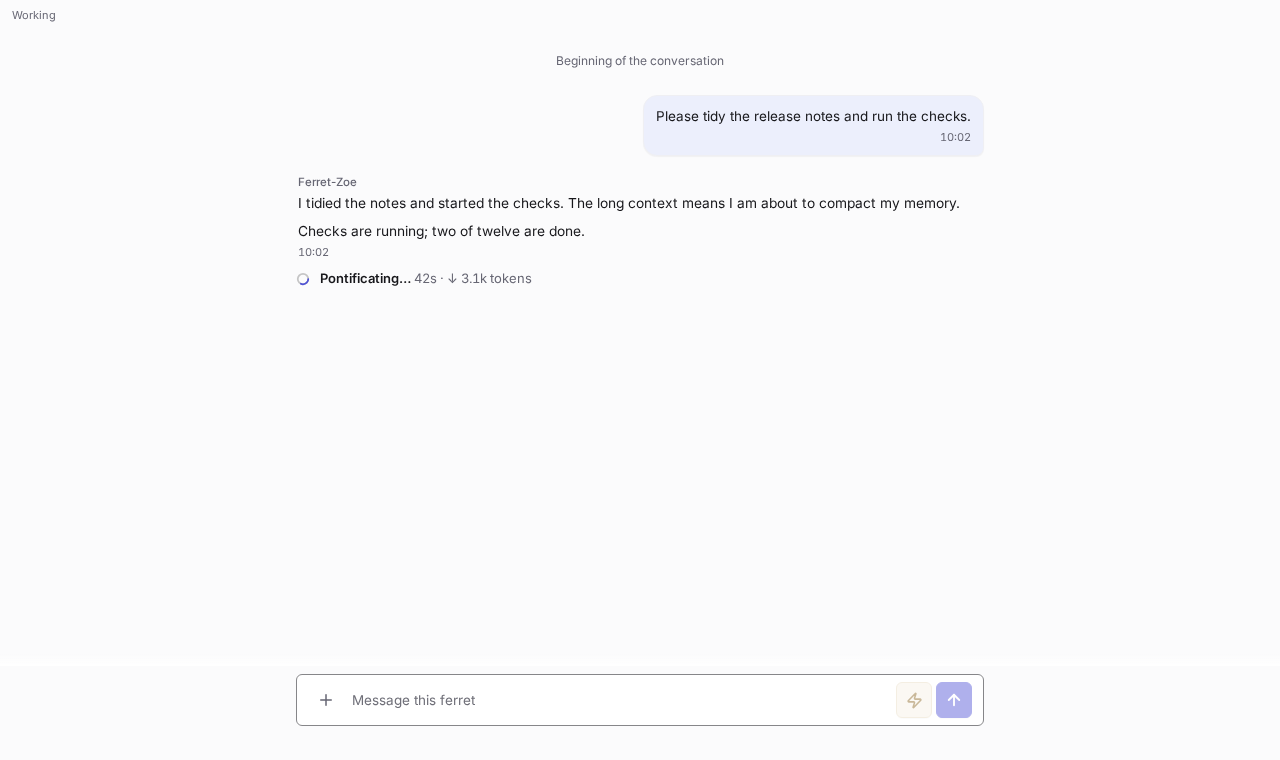 Working
Beginning of the conversation
Please tidy the release notes and run the checks.
10:02
Ferret-Zoe
I tidied the notes and started the checks. The long context means I am about to compact my memory.
Checks are running; two of twelve are done.
10:02
Pontificating… 42s · ↓ 3.1k tokens
Message this ferret